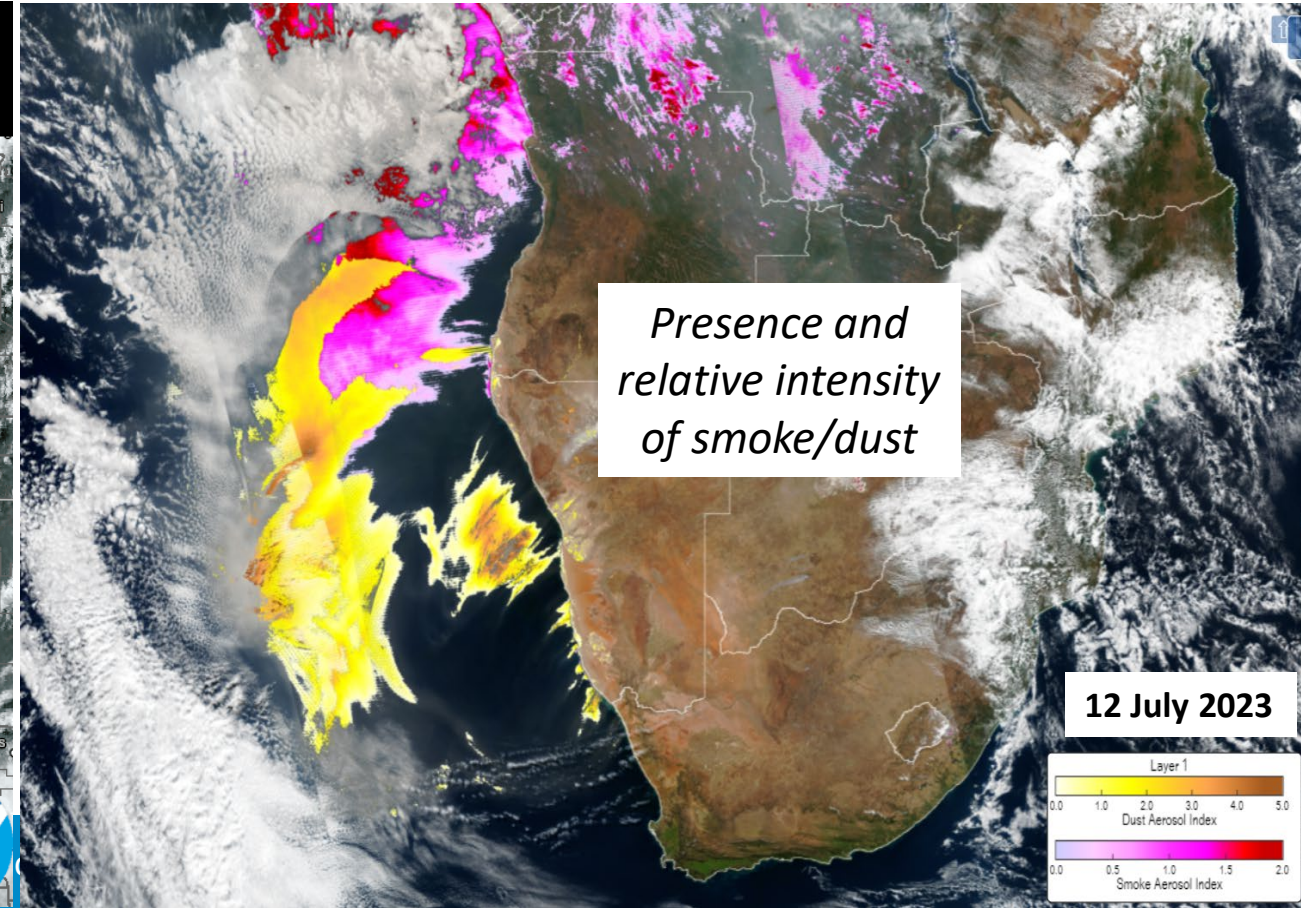 Presence and
relative intensity
of smoke/dust
12 July 2023
Layer 1
0.0 1.0 2.0 3.0 4.0 5.0
Dust Aerosol Index
0.0 0.5 1.0 1.5 2.0
Smoke Aerosol Index